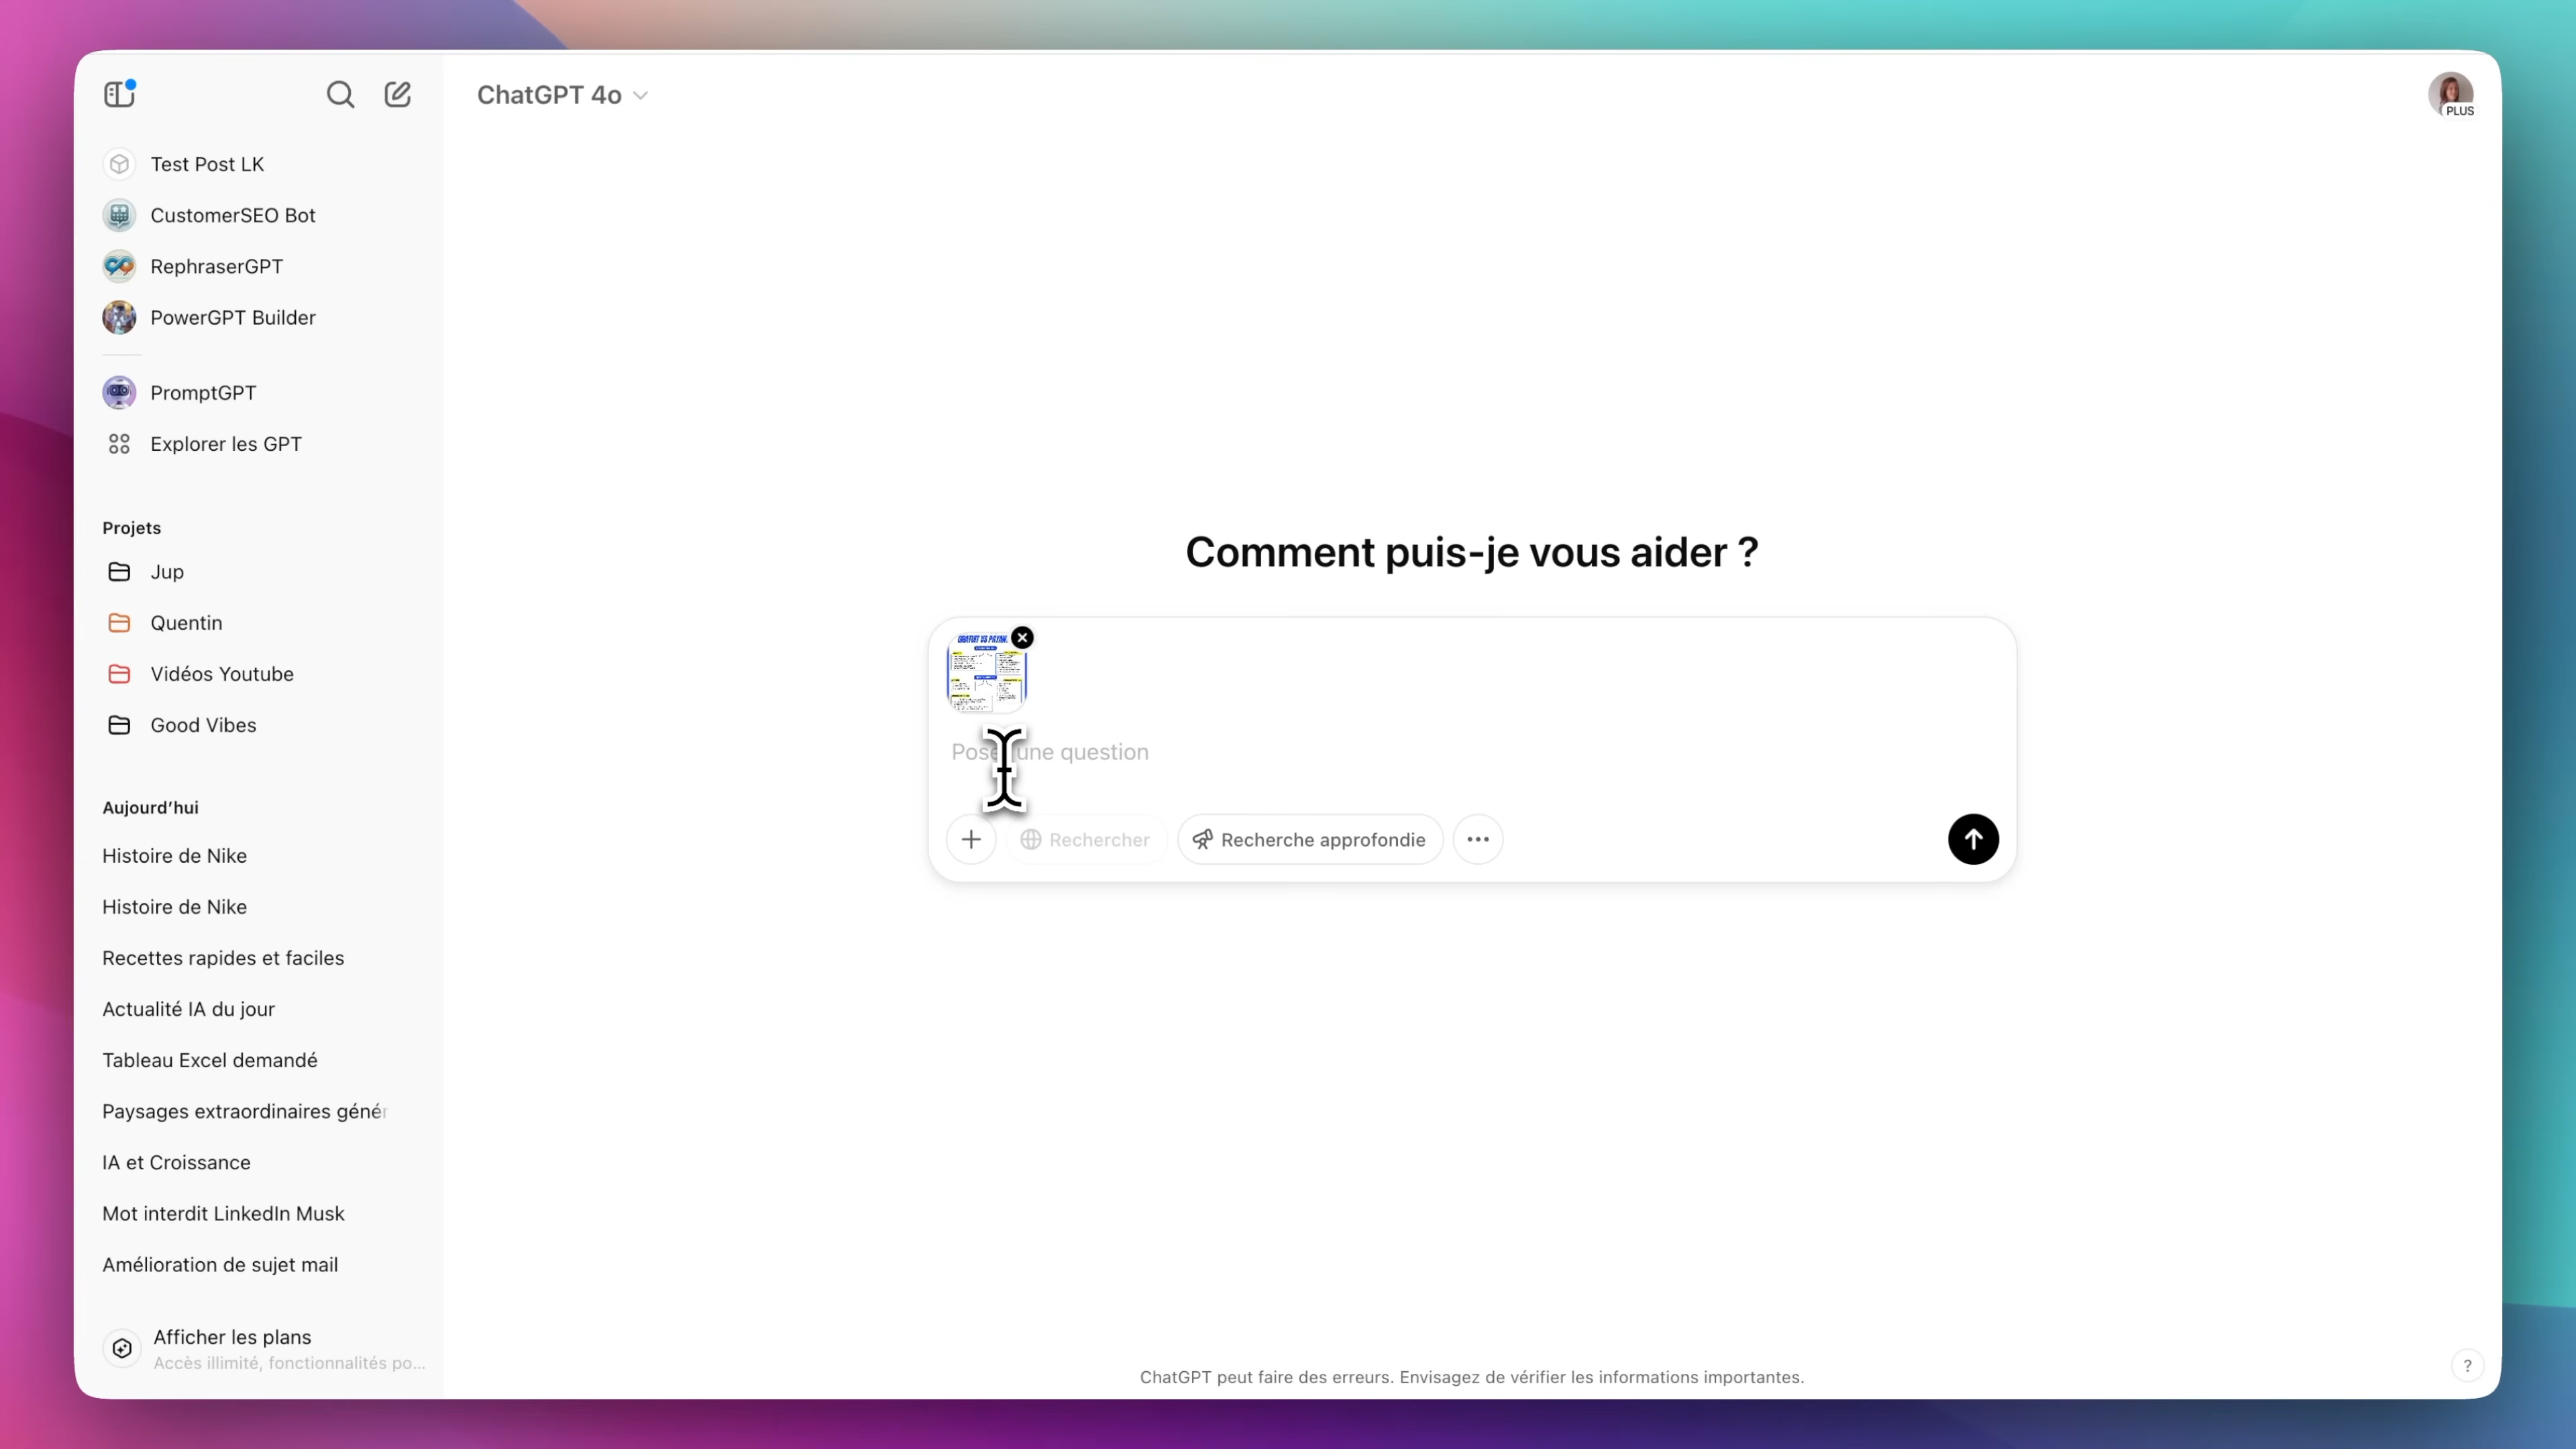 ChatGPT 4o
PLUS
Test Post LK
CustomerSEO Bot
RephraserGPT
PowerGPT Builder
PromptGPT
Explorer les GPT
Projets
Jup
Quentin
Vidéos Youtube
Good Vibes
Aujourd’hui
Histoire de Nike
Histoire de Nike
Recettes rapides et faciles
Actualité IA du jour
Tableau Excel demandé
Paysages extraordinaires génér
IA et Croissance
Mot interdit LinkedIn Musk
Amélioration de sujet mail
Afficher les plans
Accès illimité, fonctionnalités po...
Comment puis-je vous aider ?
GRATUIT VS
une question
Rechercher
Recherche approfondie
ChatGPT peut faire des erreurs. Envisagez de vérifier les informations importantes.
?